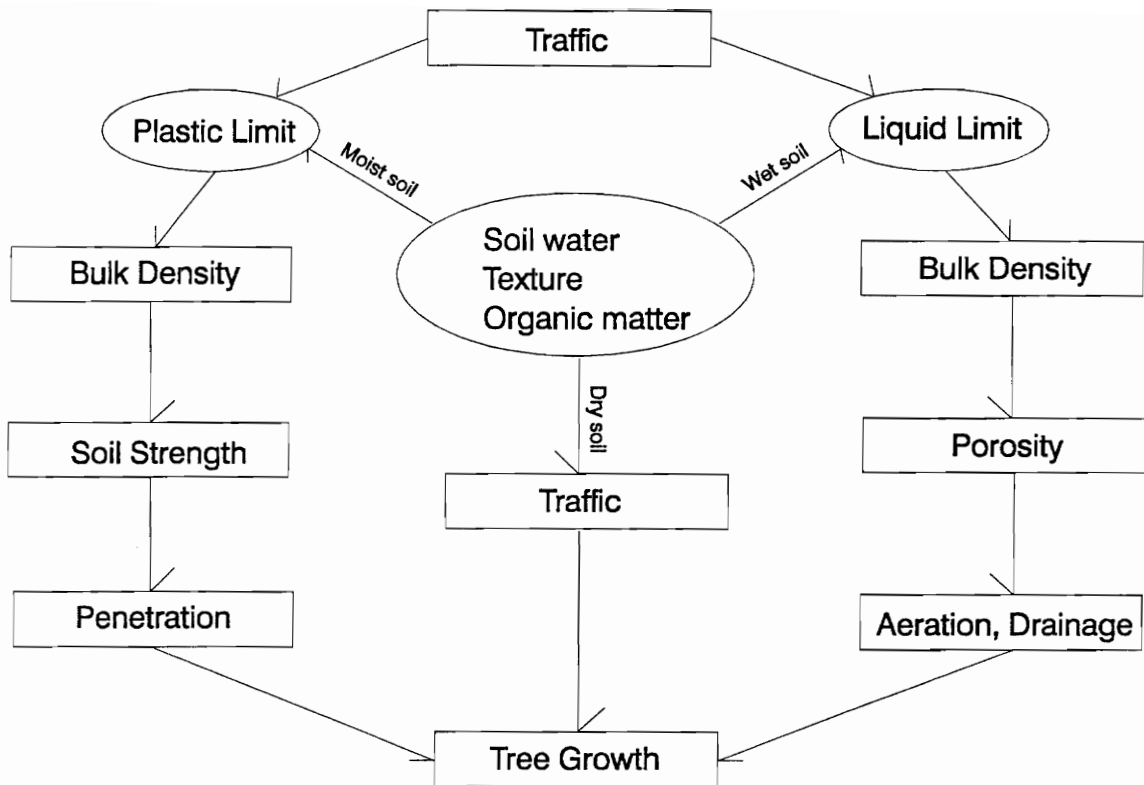 Traffic
Plastic Limit
Liquid Limit
Moist soil
Wet soil
Soil water
Texture
Organic matter
Bulk Density
Bulk Density
Dry soil
Soil Strength
Porosity
Traffic
Penetration
Aeration, Drainage
Tree Growth